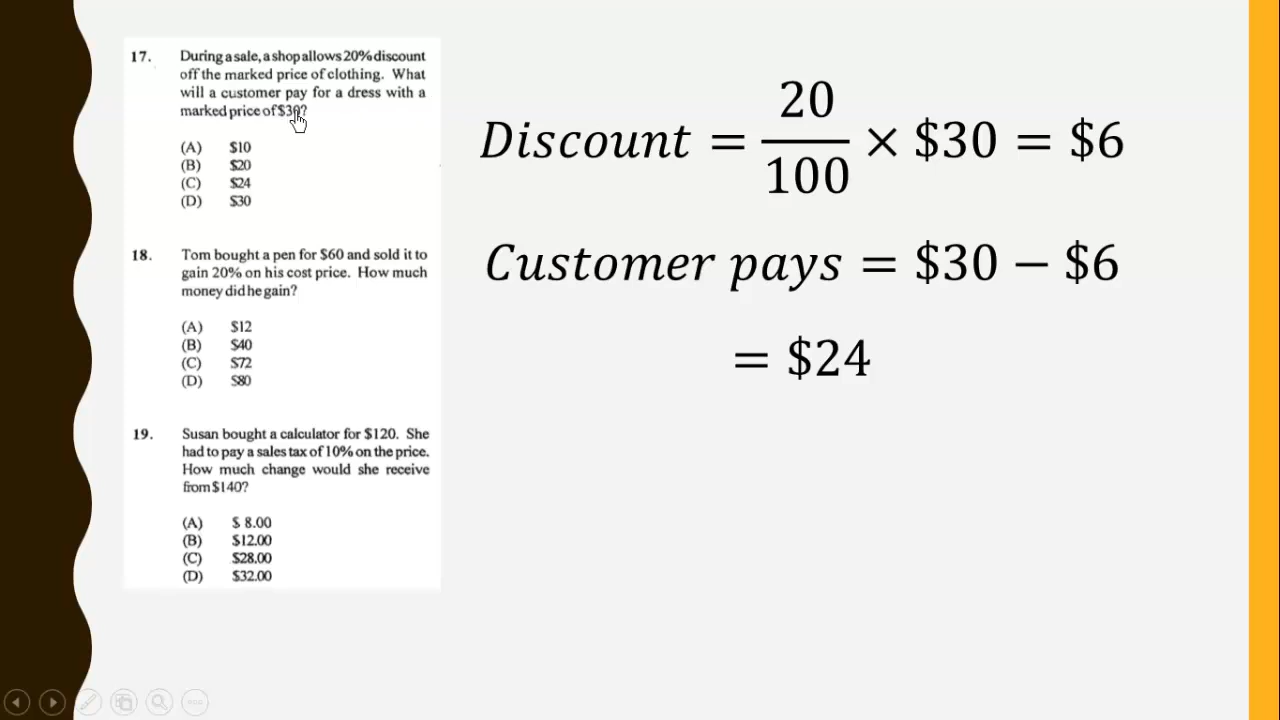 17. During a sale, a shop allows 20% discount
off the marked price of clothing. What
will a customer pay for a dress with a
marked price of $30?
(A) $10
(B) $20
(C) $24
(D) $30
18. Tom bought a pen for $60 and sold it to
gain 20% on his cost price. How much
money did he gain?
(A) $12
(B) $40
(C) $72
(D) $80
19. Susan bought a calculator for $120. She
had to pay a sales tax of 10% on the price.
How much change would she receive
from $140?
(A) $ 8.00
(B) $12.00
(C) $28.00
(D) $32.00
Discount = 20/100 × $30 = $6
Customer pays = $30 − $6
= $24